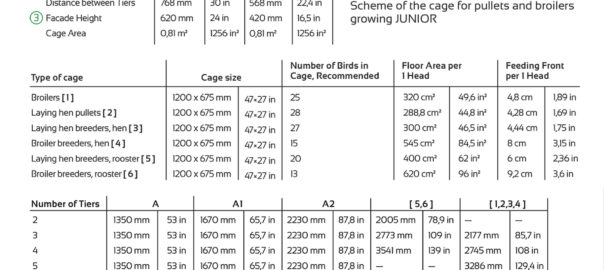 Distance between Tiers 768 mm 30 in 568 mm 22,4 in
3 Facade Height 620 mm 24 in 420 mm 16,5 in
Cage Area 0,81 m² 1256 in² 0,81 m² 1256 in²
Scheme of the cage for pullets and broilers
growing JUNIOR
Type of cage Cage size Number of Birds in Cage, Recommended Floor Area per 1 Head Feeding Front per 1 Head
Broilers [1] 1200 x 675 mm 47×27 in 25 320 cm² 49,6 in² 4,8 cm 1,89 in
Laying hen pullets [2] 1200 x 675 mm 47×27 in 28 288,8 cm² 44,8 in² 4,28 cm 1,69 in
Laying hen breeders, hen [3] 1200 x 675 mm 47×27 in 27 300 cm² 46,5 in² 4,44 cm 1,75 in
Broiler breeders, hen [4] 1200 x 675 mm 47×27 in 15 545 cm² 84,5 in² 8 cm 3,15 in
Laying hen breeders, rooster [5] 1200 x 675 mm 47×27 in 20 400 cm² 62 in² 6 cm 2,36 in
Broiler breeders, rooster [6] 1200 x 675 mm 47×27 in 13 620 cm² 96 in² 9,2 cm 3,6 in
Number of Tiers A A1 A2 [5,6] [1,2,3,4]
2 1350 mm 53 in 1670 mm 65,7 in 2230 mm 87,8 in 2005 mm 78,9 in — —
3 1350 mm 53 in 1670 mm 65,7 in 2230 mm 87,8 in 2773 mm 109 in 2177 mm 85,7 in
4 1350 mm 53 in 1670 mm 65,7 in 2230 mm 87,8 in 3541 mm 139 in 2745 mm 108 in
5 1350 mm 53 in 1670 mm 65,7 in 2230 mm 87,8 in — — 3286 mm 129,4 in